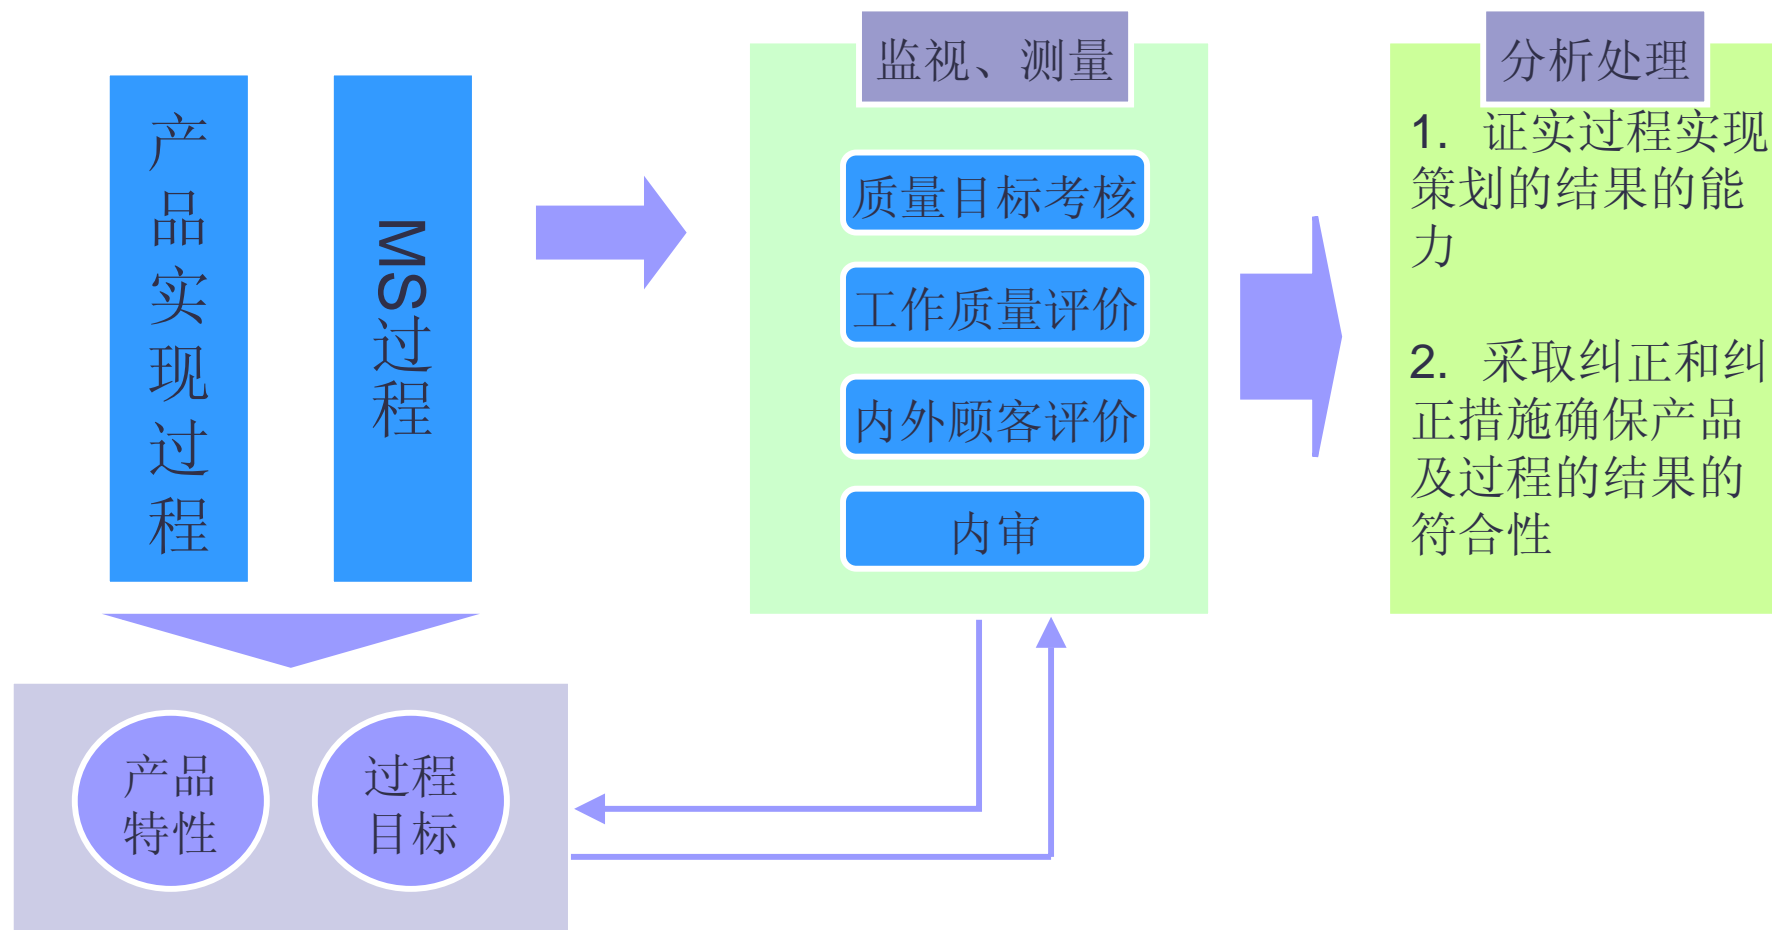 产品实现过程
MS过程
监视、测量
质量目标考核
工作质量评价
内外顾客评价
内审
分析处理
1. 证实过程实现
策划的结果的能
力
2. 采取纠正和纠
正措施确保产品
及过程的结果的
符合性
产品
特性
过程
目标